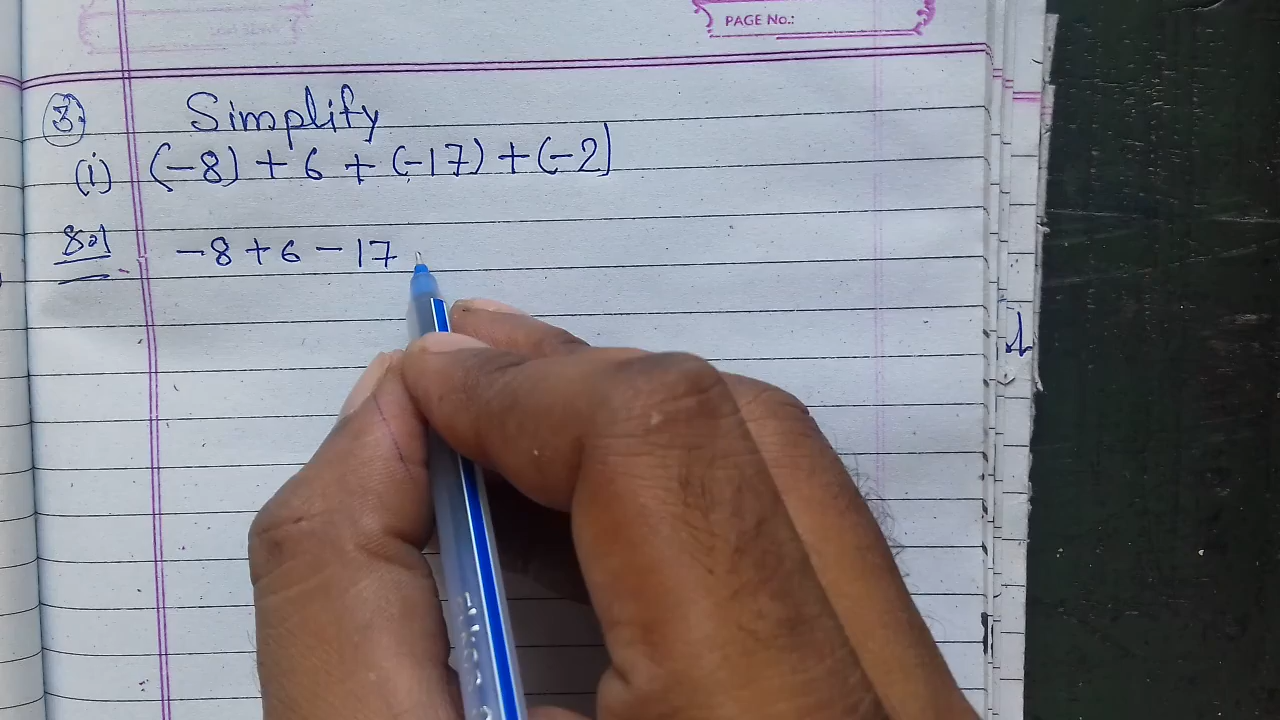 PAGE No.:
3. Simplify
(i) (-8) + 6 + (-17) + (-2)
Sol
-8 + 6 - 17